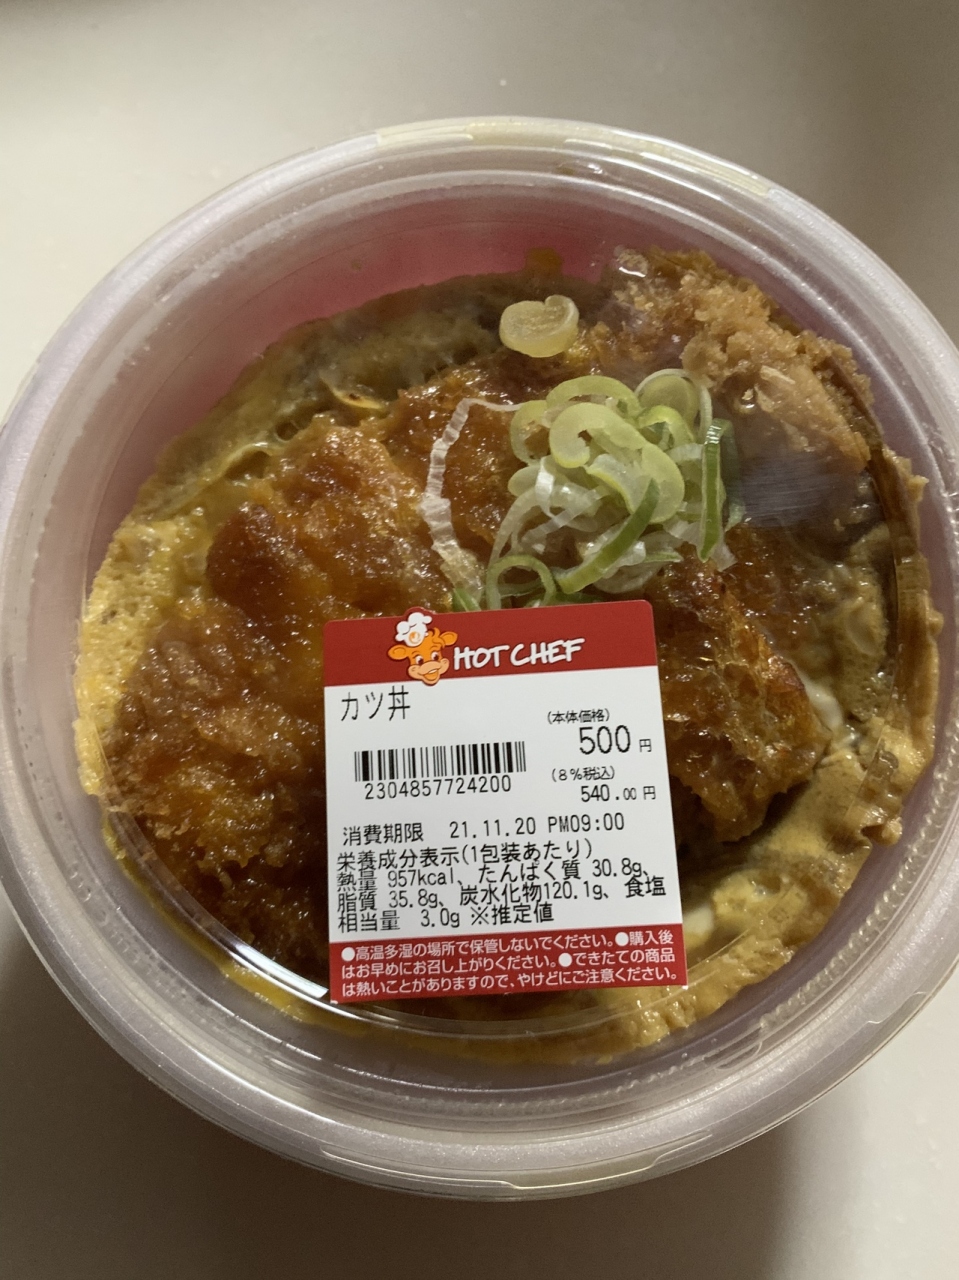 HOT CHEF
カツ丼
(本体価格)
500円
(8%税込)
540.00円
2304857724200
消費期限 21.11.20 PM09:00
栄養成分表示(1包装あたり)
熱量 957kcal、たんぱく質 30.8g、
脂質 35.8g、炭水化物120.1g、食塩
相当量 3.0g ※推定値
●高温多湿の場所で保管しないでください。●購入後
はお早めにお召し上がりください。●できたての商品
は熱いことがありますので、やけどにご注意ください。